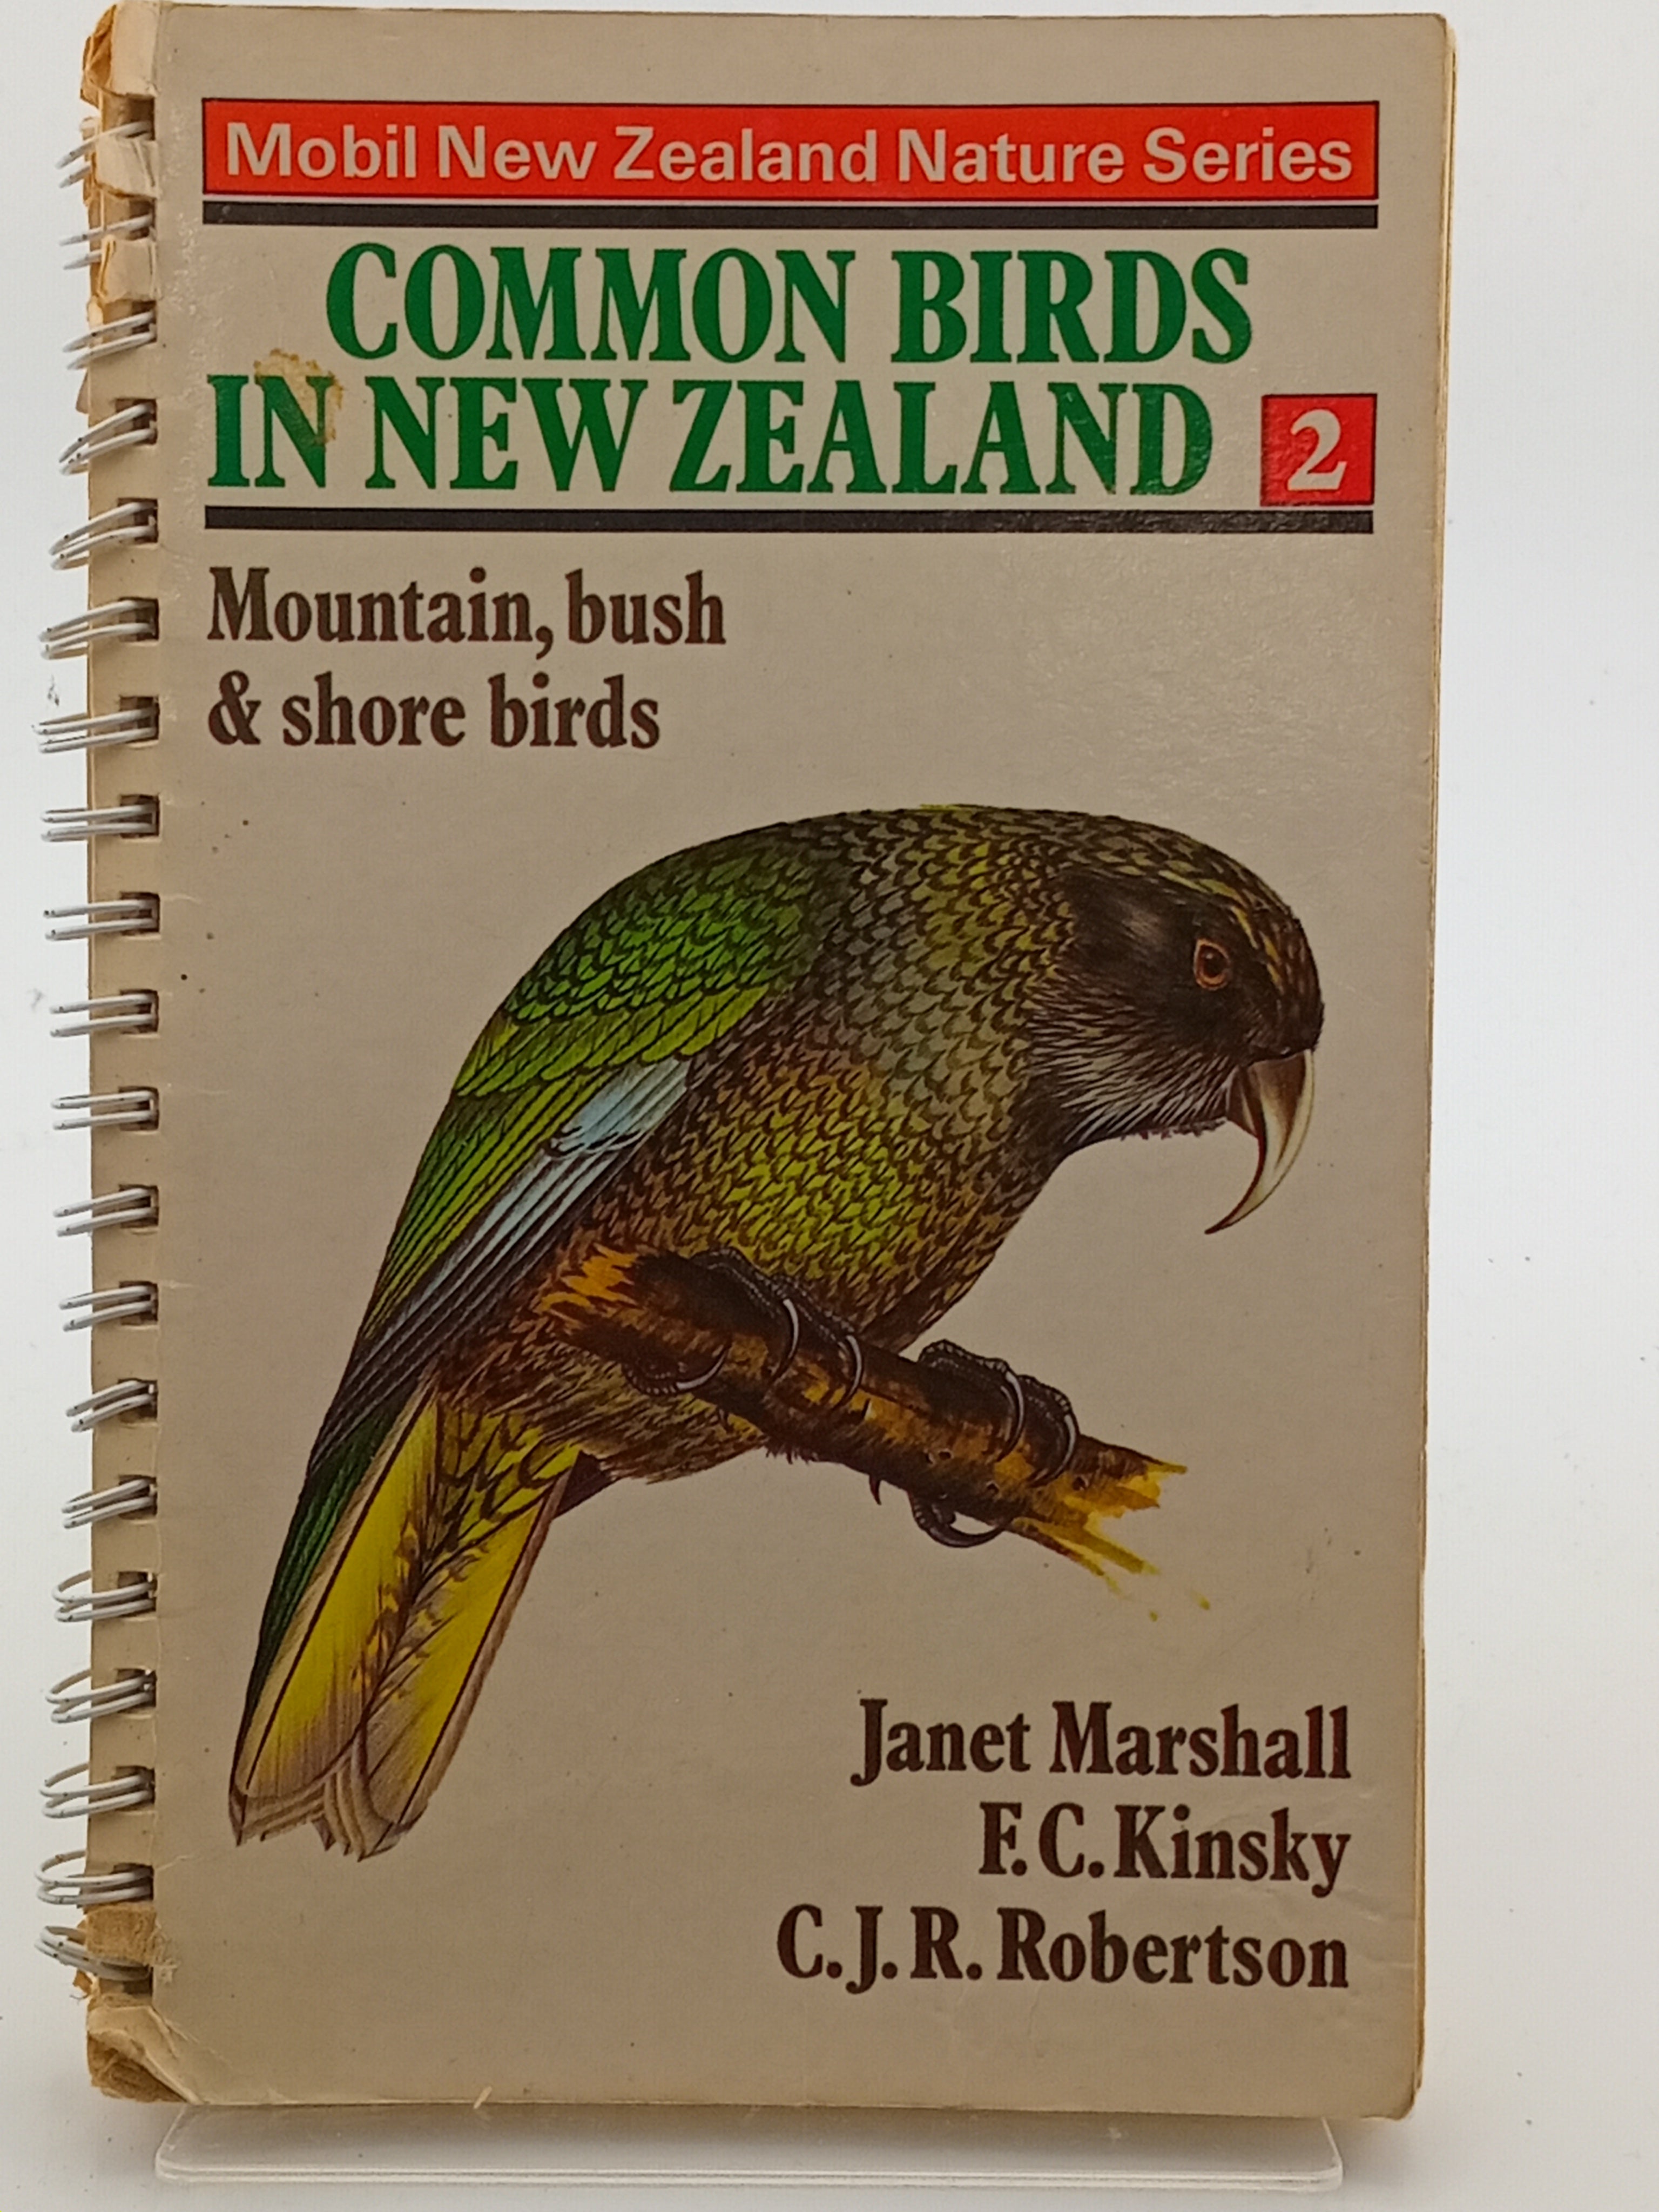 Mobil New Zealand Nature Series
COMMON BIRDS
IN NEW ZEALAND 2
Mountain, bush
& shore birds
Janet Marshall
F. C. Kinsky
C. J. R. Robertson